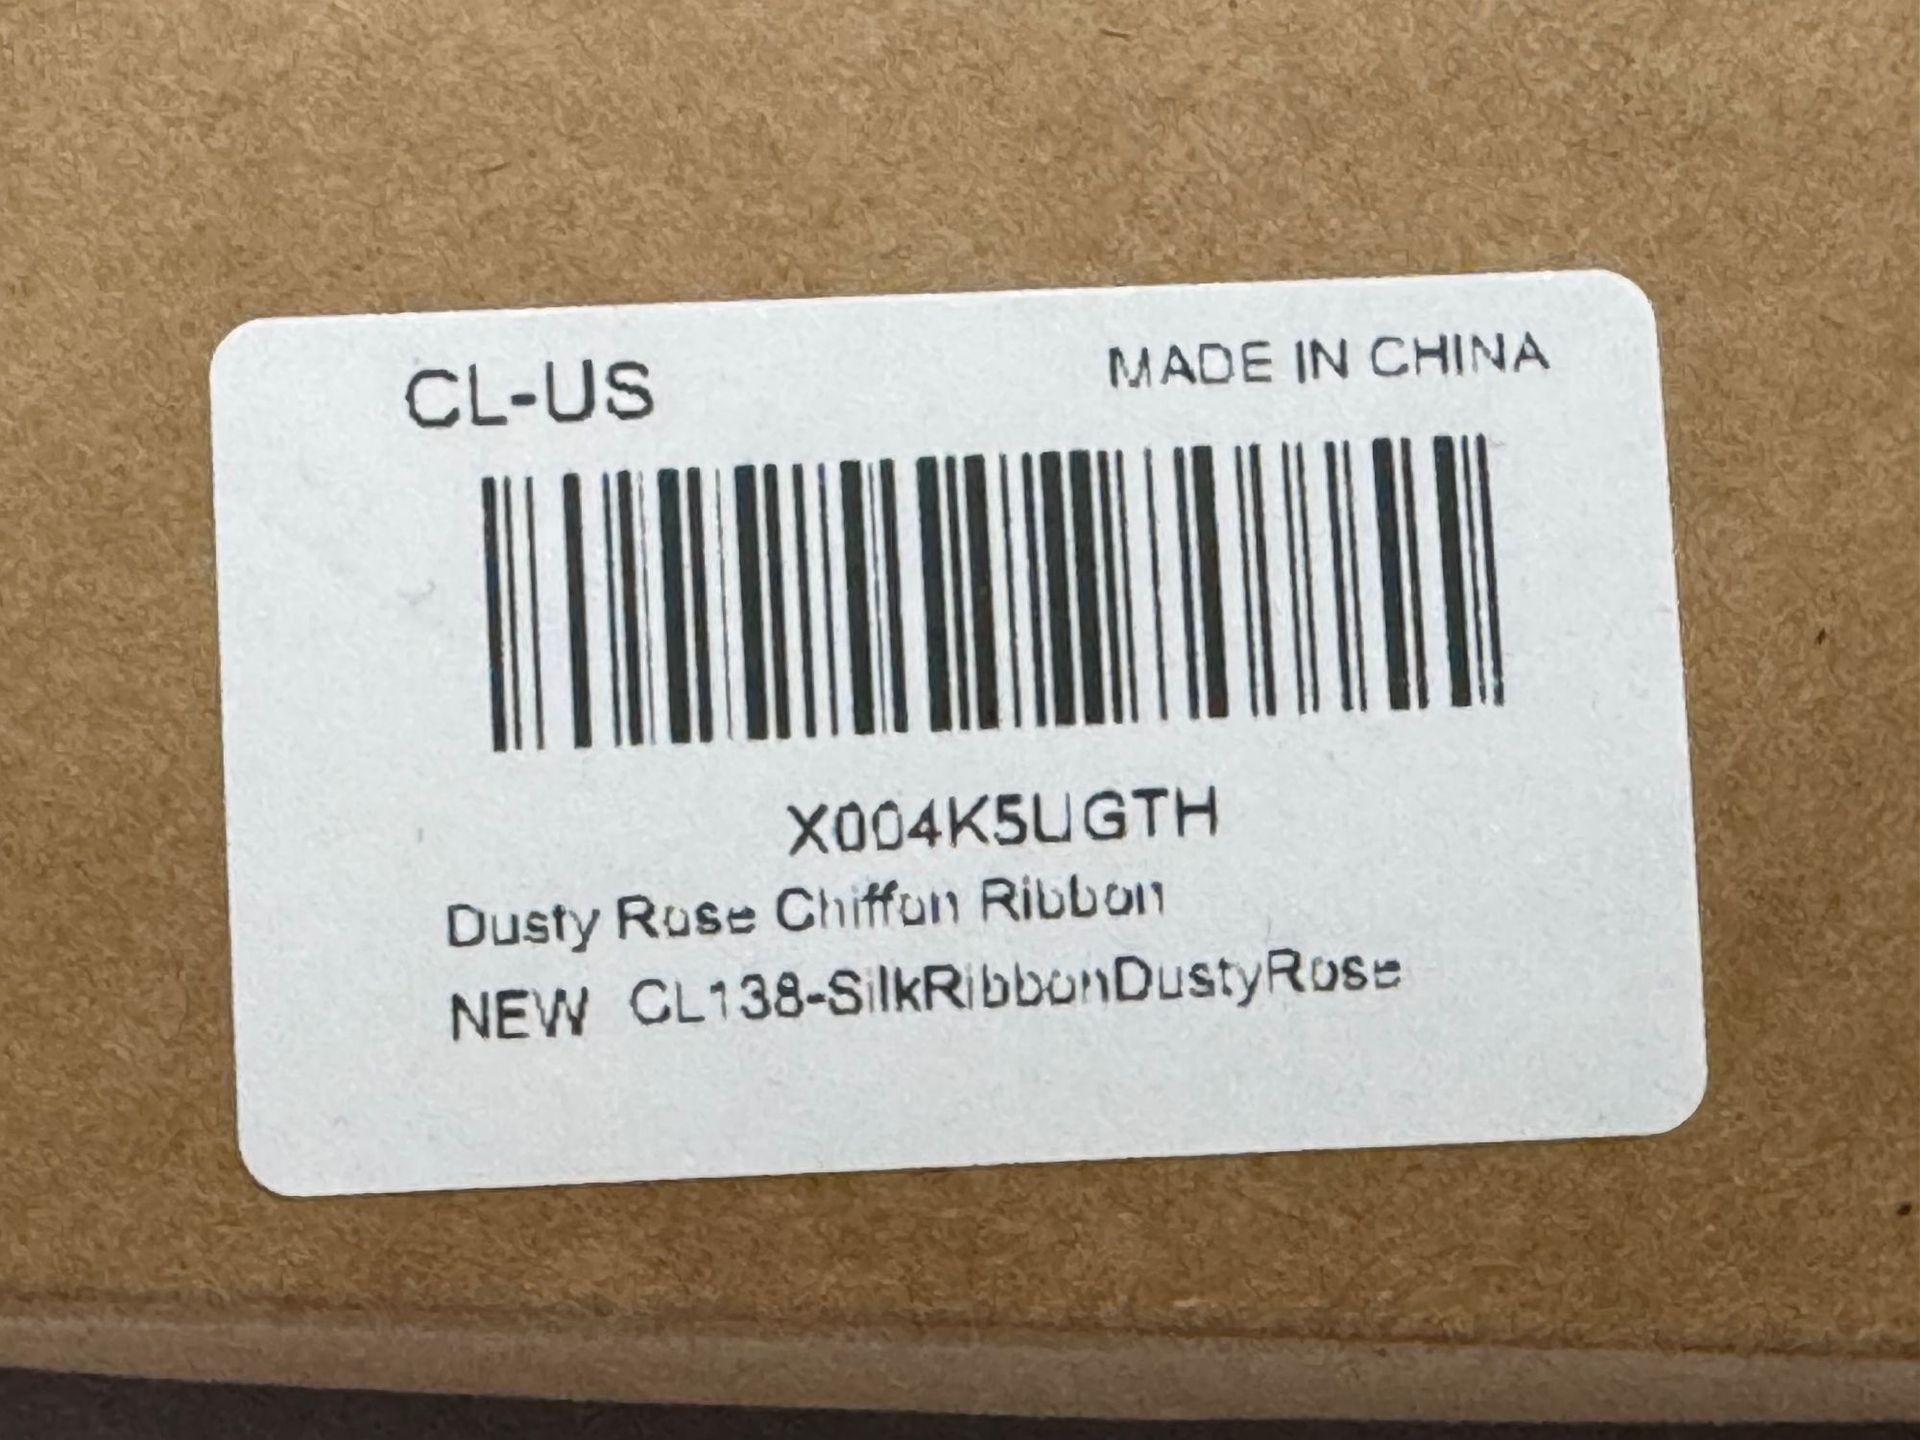 CL-US
MADE IN CHINA
X004K5UGTH
Dusty Rose Chiffon Ribbon
NEW CL138-SilkRibbonDustyRose